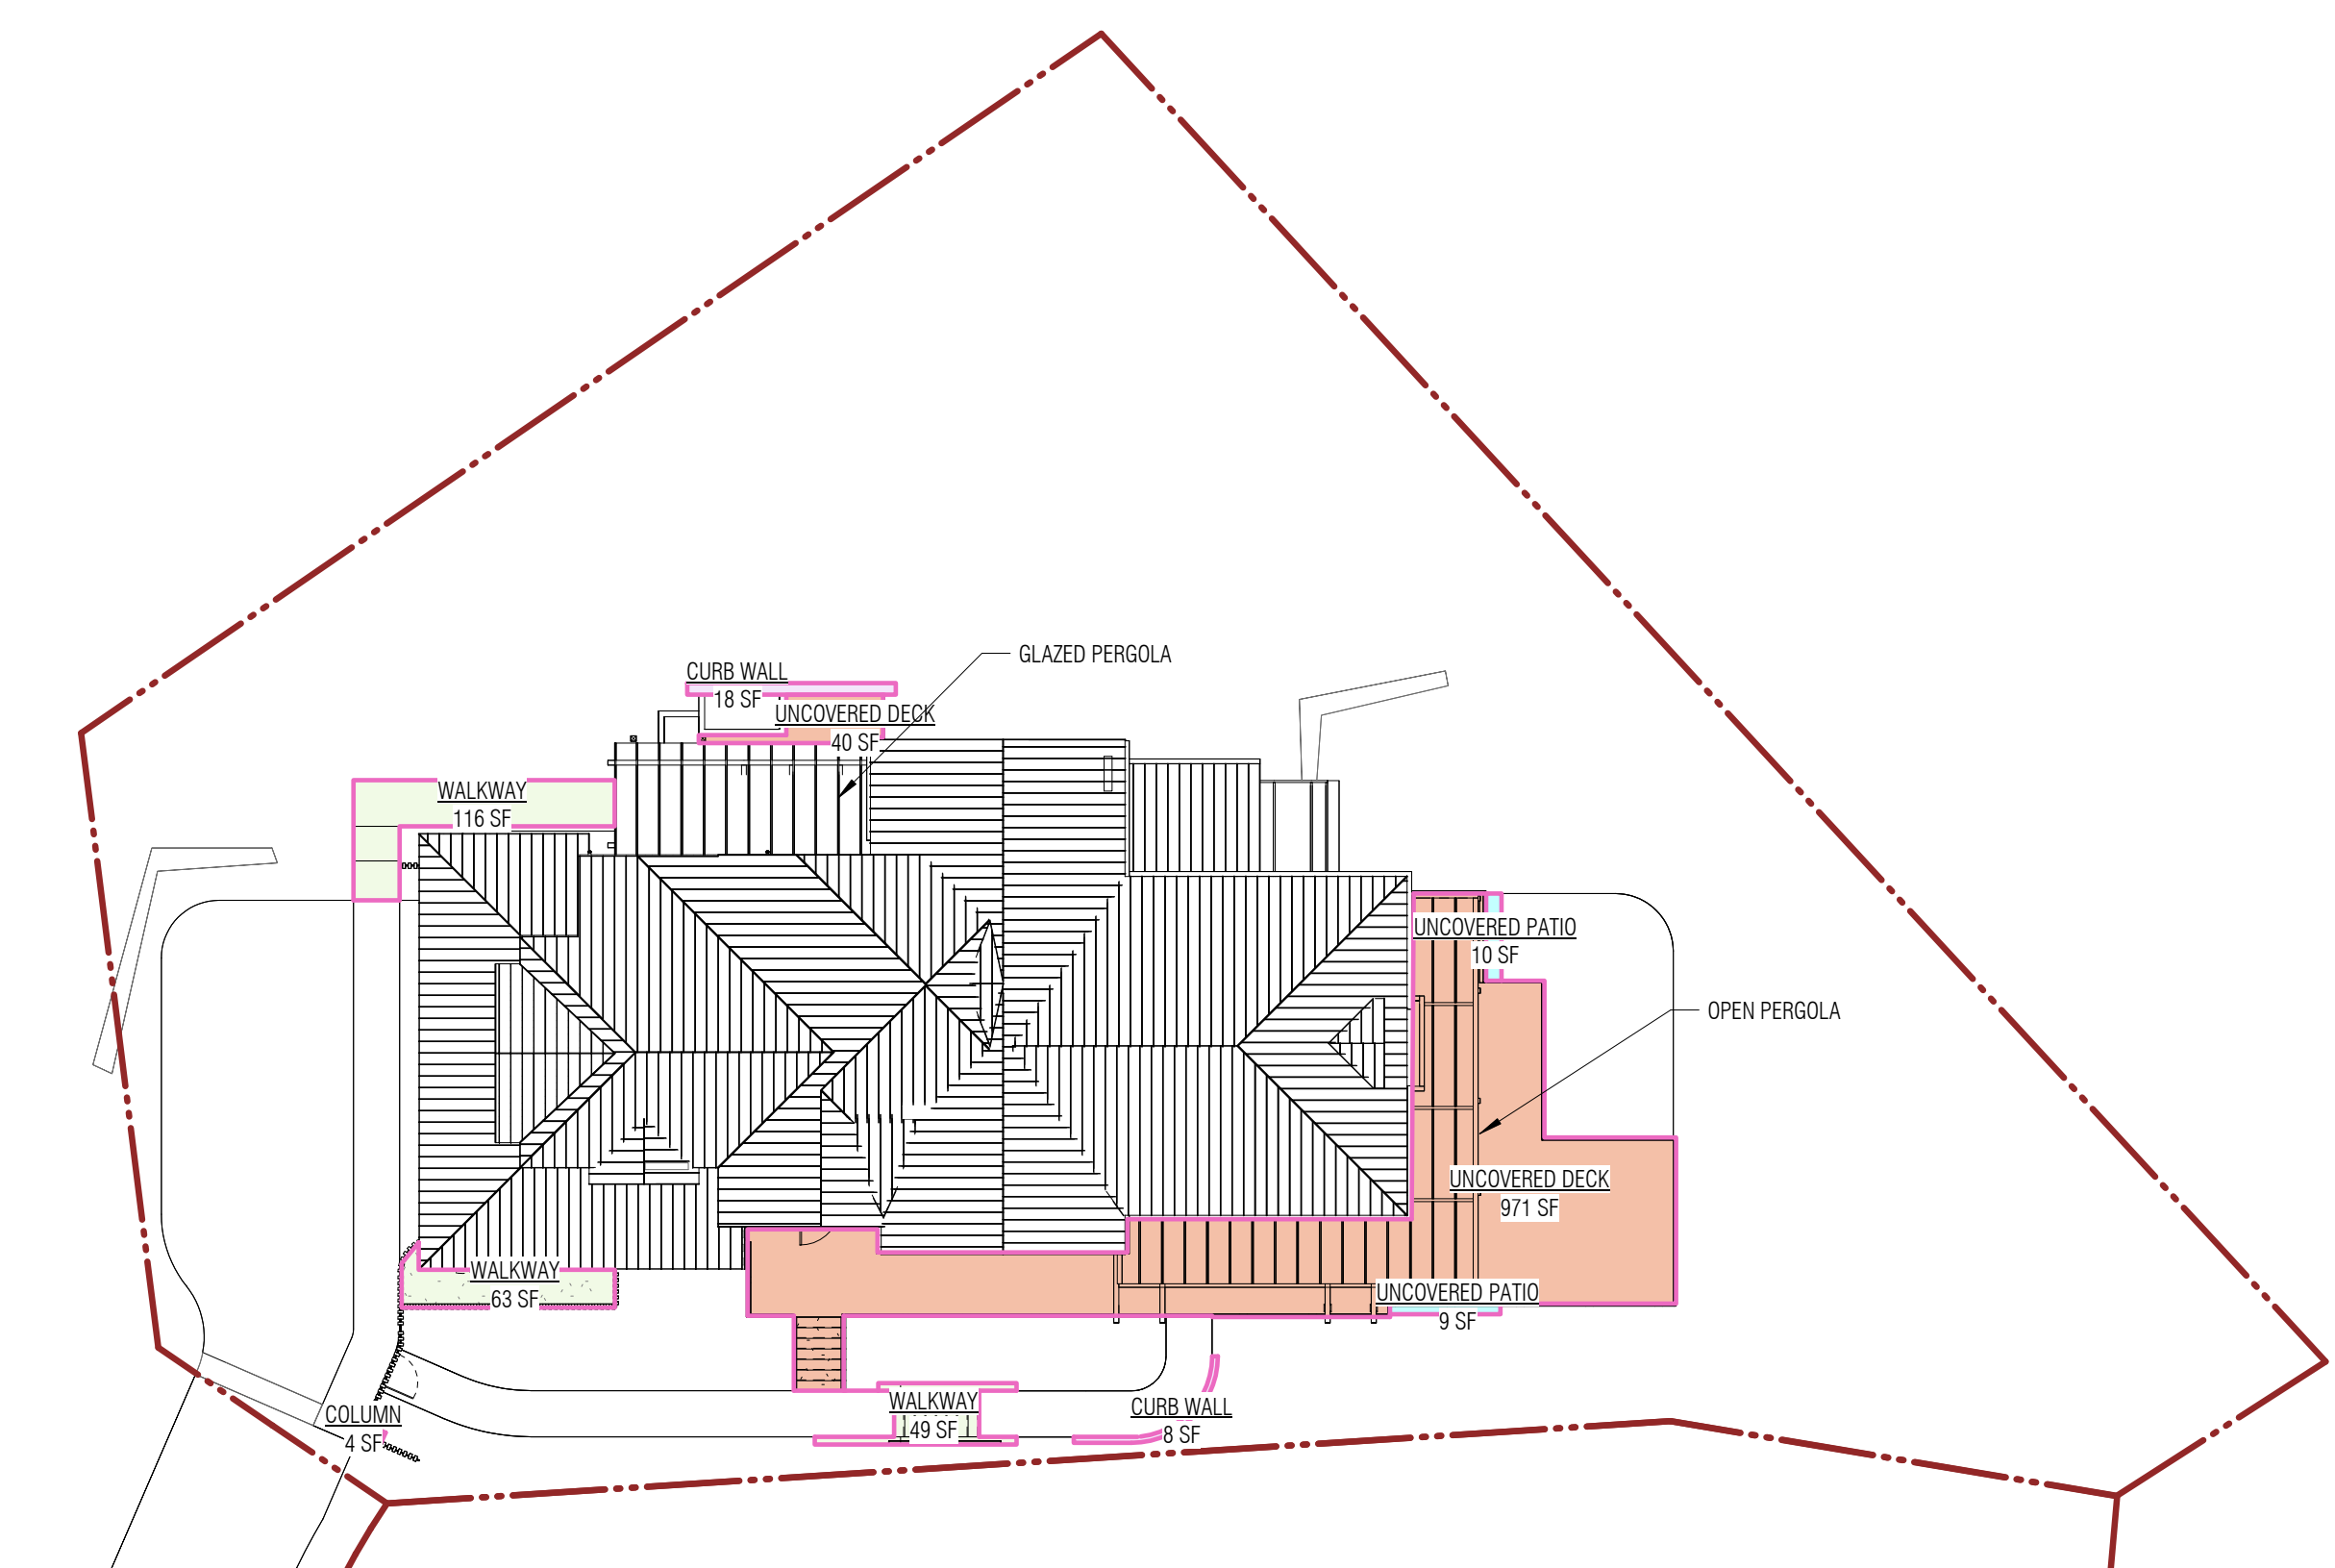 GLAZED PERGOLA
CURB WALL
18 SF
UNCOVERED DECK
40 SF
WALKWAY
116 SF
UNCOVERED PATIO
10 SF
OPEN PERGOLA
UNCOVERED DECK
971 SF
WALKWAY
63 SF
UNCOVERED PATIO
9 SF
WALKWAY
49 SF
CURB WALL
8 SF
COLUMN
4 SF